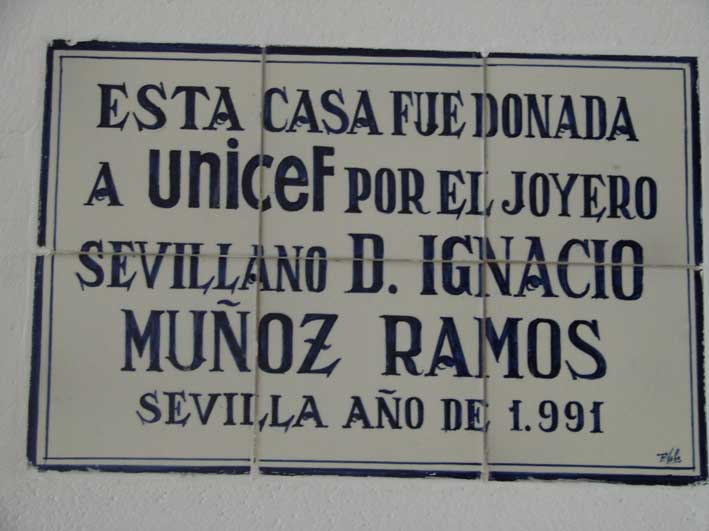 ESTA CASA FUE DONADA
A unicef POR EL JOYERO
SEVILLANO D. IGNACIO
MUÑOZ RAMOS
SEVILLA AÑO DE 1.991